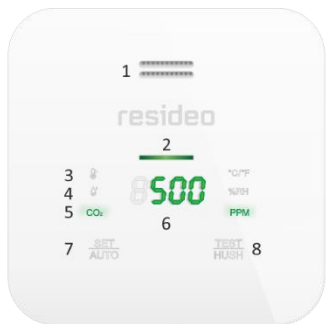 1
resideo
2
3 °C/°F
4 %RH
5 CO₂ 500 PPM
6
7 SET AUTO TEST HUSH 8